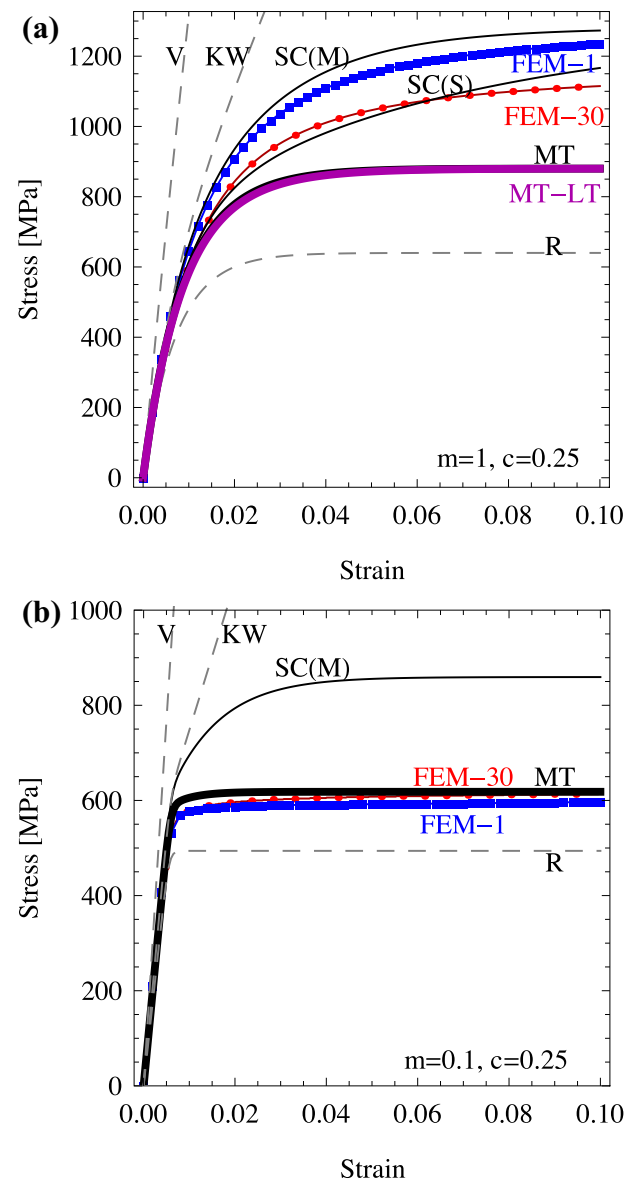 (a)
V KW SC(M)
FEM−1
SC(S)
FEM−30
MT
MT−LT
R
m=1, c=0.25
Stress [MPa]
1200
1000
800
600
400
200
0
0.00 0.02 0.04 0.06 0.08 0.10
Strain
(b)
V KW
SC(M)
FEM−30 MT
FEM−1
R
m=0.1, c=0.25
Stress [MPa]
1000
800
600
400
200
0
0.00 0.02 0.04 0.06 0.08 0.10
Strain